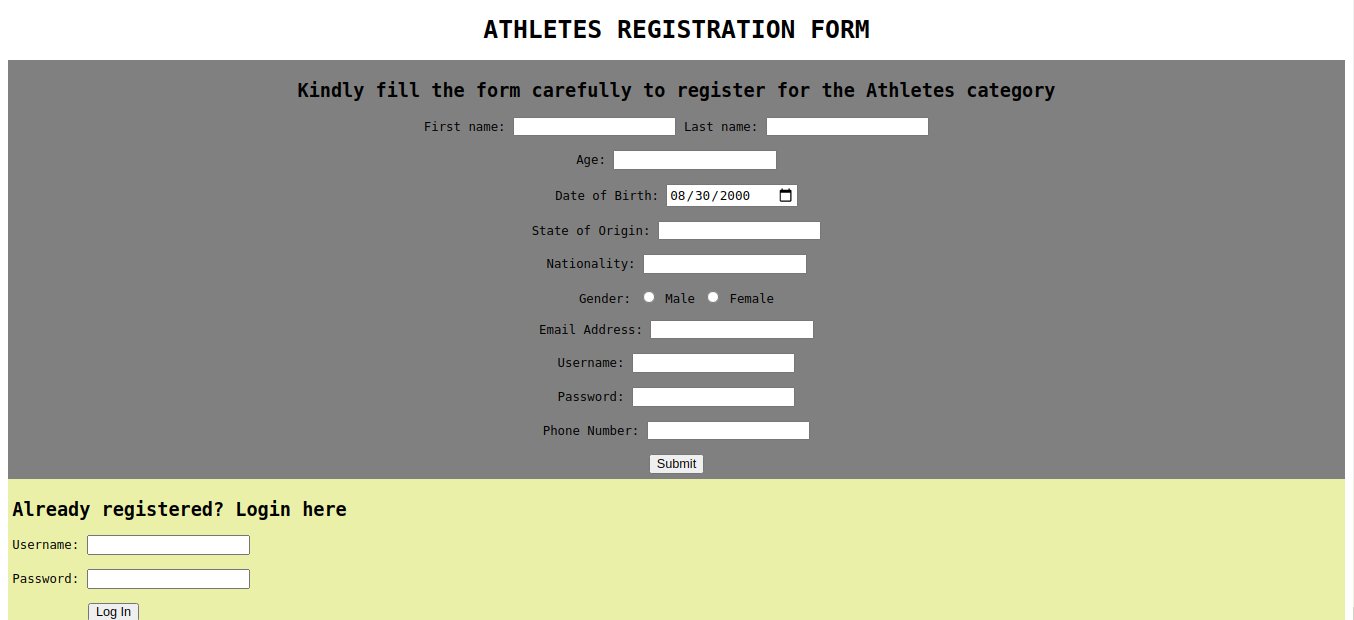 ATHLETES REGISTRATION FORM
Kindly fill the form carefully to register for the Athletes category
First name: Last name:
Age:
Date of Birth: 08/30/2000
State of Origin:
Nationality:
Gender: Male Female
Email Address:
Username:
Password:
Phone Number:
Submit
Already registered? Login here
Username:
Password:
Log In